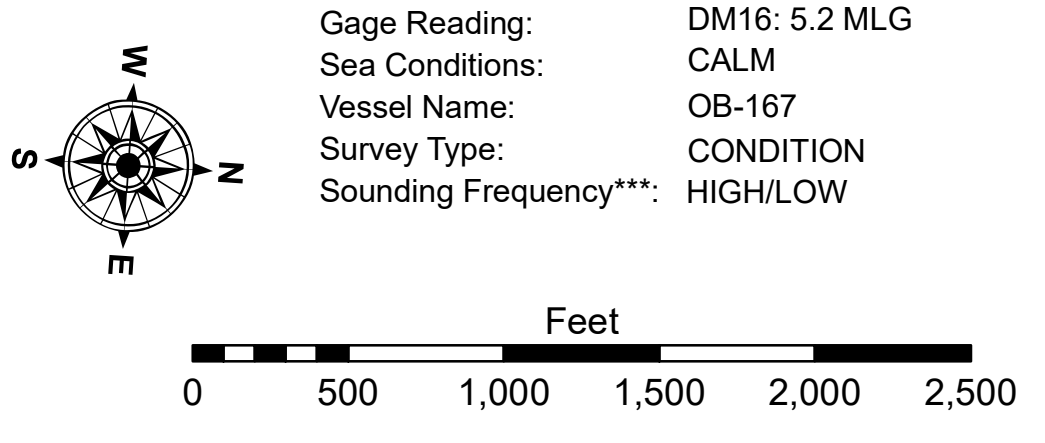 W
S
N
E
Gage Reading: DM16: 5.2 MLG
Sea Conditions: CALM
Vessel Name: OB-167
Survey Type: CONDITION
Sounding Frequency***: HIGH/LOW
Feet
0 500 1,000 1,500 2,000 2,500